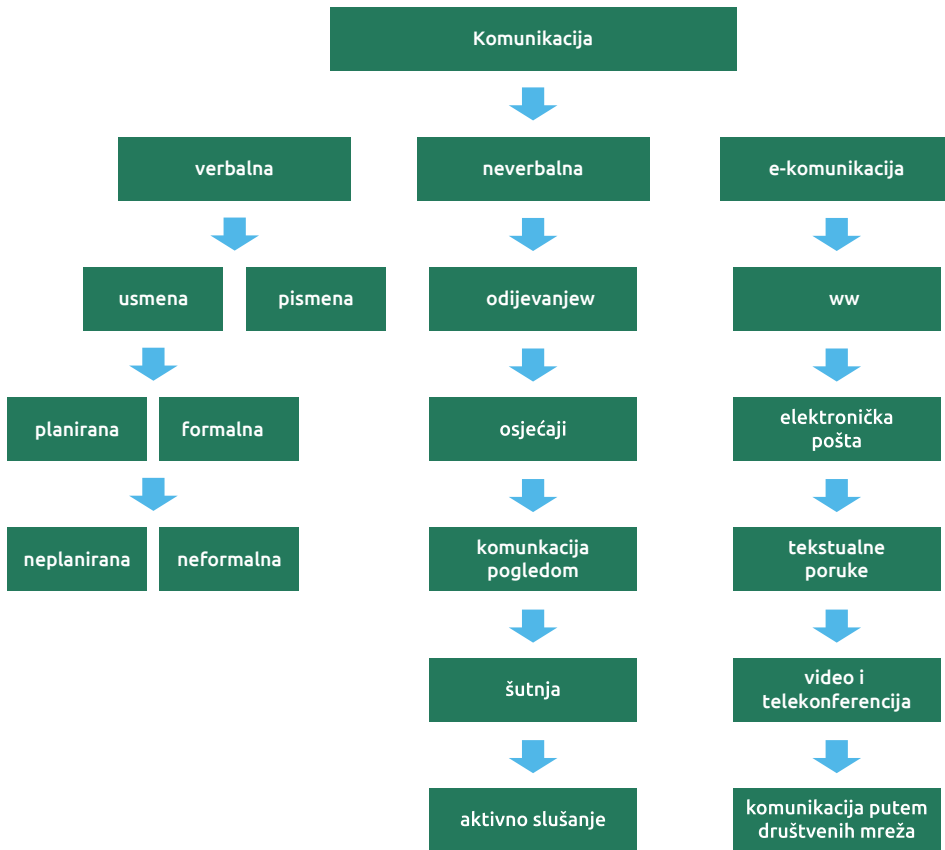 Komunikacija
verbalna
neverbalna
e-komunikacija
usmena
pismena
odijevanjew
ww
planirana
formalna
osjećaji
elektronička
pošta
neplanirana
neformalna
komunkacija
pogledom
tekstualne
poruke
šutnja
video i
telekonferencija
aktivno slušanje
komunikacija putem
društvenih mreža